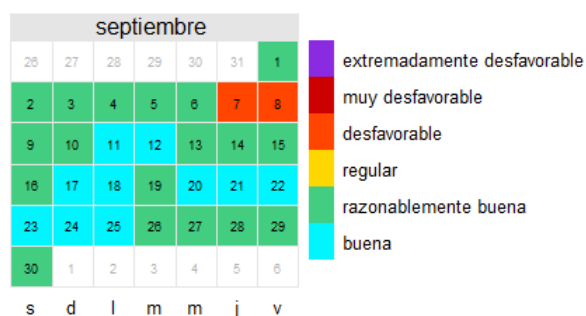 septiembre
26 27 28 29 30 31 1
2 3 4 5 6 7 8
9 10 11 12 13 14 15
16 17 18 19 20 21 22
23 24 25 26 27 28 29
30 1 2 3 4 5 6
s d l m m j v
extremadamente desfavorable
muy desfavorable
desfavorable
regular
razonablemente buena
buena